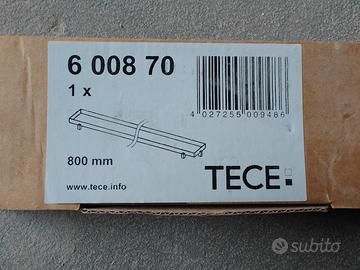 6 008 70
1 x
4 027255 009486
800 mm
www.tece.info
TECE
subito